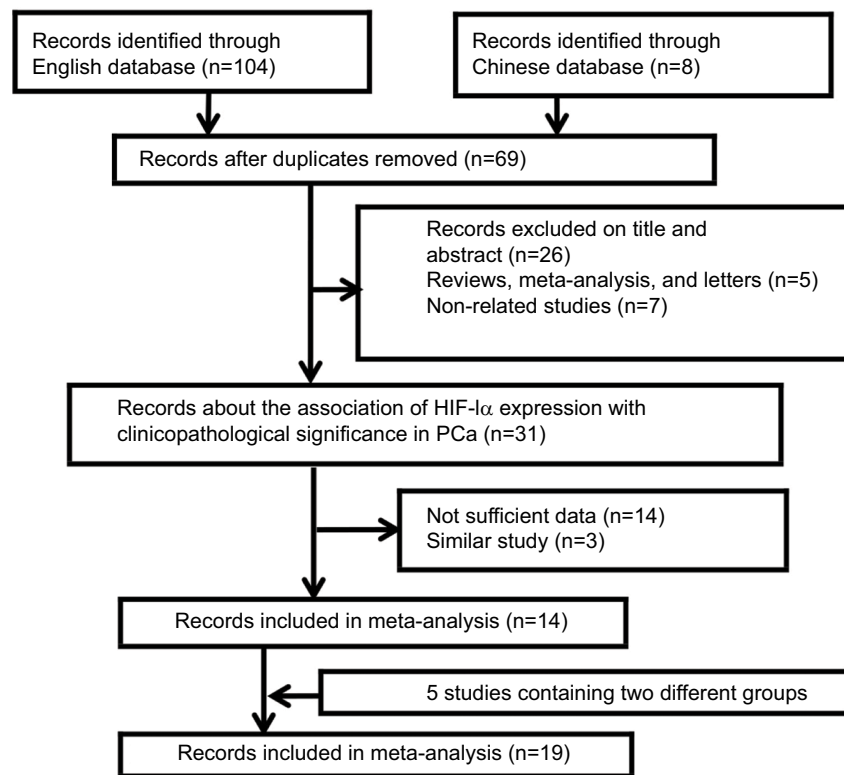 Records identified through
English database (n=104)
Records identified through
Chinese database (n=8)
Records after duplicates removed (n=69)
Records excluded on title and
abstract (n=26)
Reviews, meta-analysis, and letters (n=5)
Non-related studies (n=7)
Records about the association of HIF-lα expression with
clinicopathological significance in PCa (n=31)
Not sufficient data (n=14)
Similar study (n=3)
Records included in meta-analysis (n=14)
5 studies containing two different groups
Records included in meta-analysis (n=19)